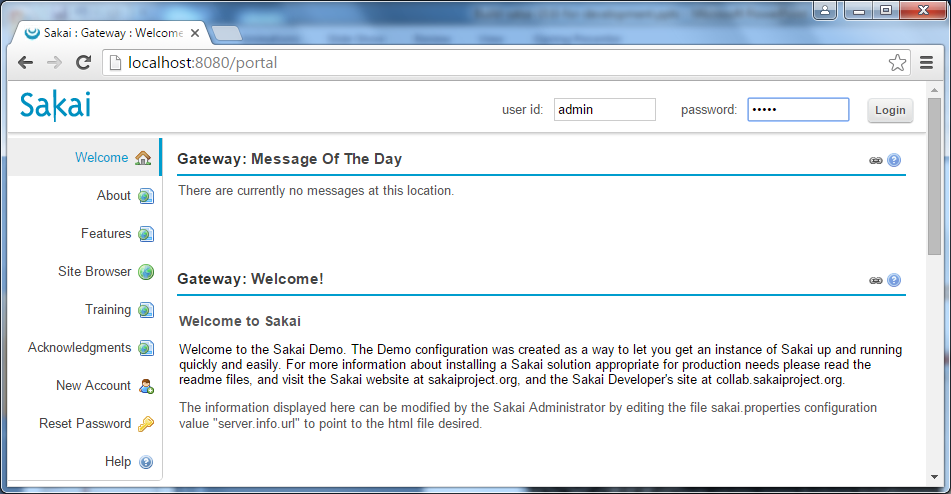 Sakai : Gateway : Welcome
localhost:8080/portal
Sakai
user id:
admin
password:
•••••
Login
Welcome
About
Features
Site Browser
Training
Acknowledgments
New Account
Reset Password
Help
Gateway: Message Of The Day
There are currently no messages at this location.
Gateway: Welcome!
Welcome to Sakai
Welcome to the Sakai Demo. The Demo configuration was created as a way to let you get an instance of Sakai up and running
quickly and easily. For more information about installing a Sakai solution appropriate for production needs please read the
readme files, and visit the Sakai website at sakaiproject.org, and the Sakai Developer's site at collab.sakaiproject.org.
The information displayed here can be modified by the Sakai Administrator by editing the file sakai.properties configuration
value "server.info.url" to point to the html file desired.